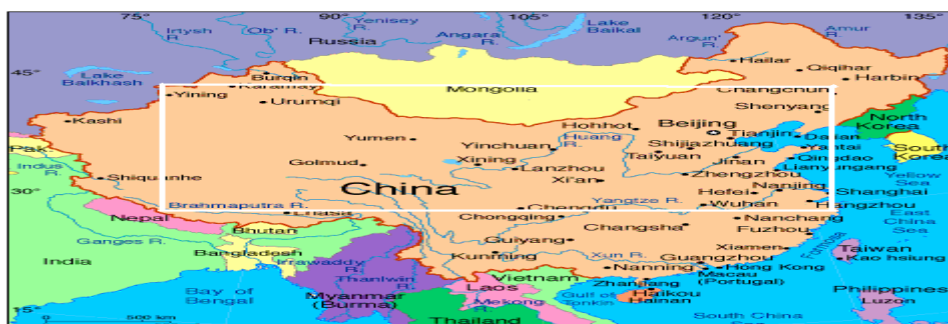 75°
90°
105°
120°
135°
Irtysh
R.
Ob' R.
Yenisey
R.
Russia
Angara
R.
Lake
Baikal
Argun'
R.
Amur
R.
45°
45°
Lake
Balkhash
Burqin
Karamay
Yining
Urumqi
Mongolia
Hailar
Qiqihar
Harbin
Changchun
Shenyang
Kashi
Yumen
Hohhot
Huang
R.
Beijing
Tianjin
Dalian
North
Korea
Yinchuan
Shijiazhuang
Yantai
South
Korea
Pak.
Golmud
Xining
Lanzhou
Taiyuan
Jinan
Qingdao
Lianyungang
Indus
R.
Xi'an
Zhengzhou
Yellow
Sea
Shiquanhe
China
Nanjing
Hefei
Shanghai
30°
30°
Brahmaputra R.
Lhasa
Chengdu
Yangtze R.
Wuhan
Hangzhou
Nepal
Chongqing
Nanchang
East
China
Sea
Ganges R.
Bhutan
Changsha
Fuzhou
Guiyang
Formosa
Bangladesh
Xiamen
Taiwan
India
Irrawaddy
R.
Kunming
Xun R.
Guangzhou
Kao hsiung
Nanning
Hong Kong
Macau
(Portugal)
Thanlwin
R.
Vietnam
Bay of
Bengal
Myanmar
(Burma)
Laos
Mekong
R.
Gulf of
Tonkin
Zhanjiang
Haikou
Hainan
Philippines
Luzon
15°
0
500 km
Thailand
South China
Sea